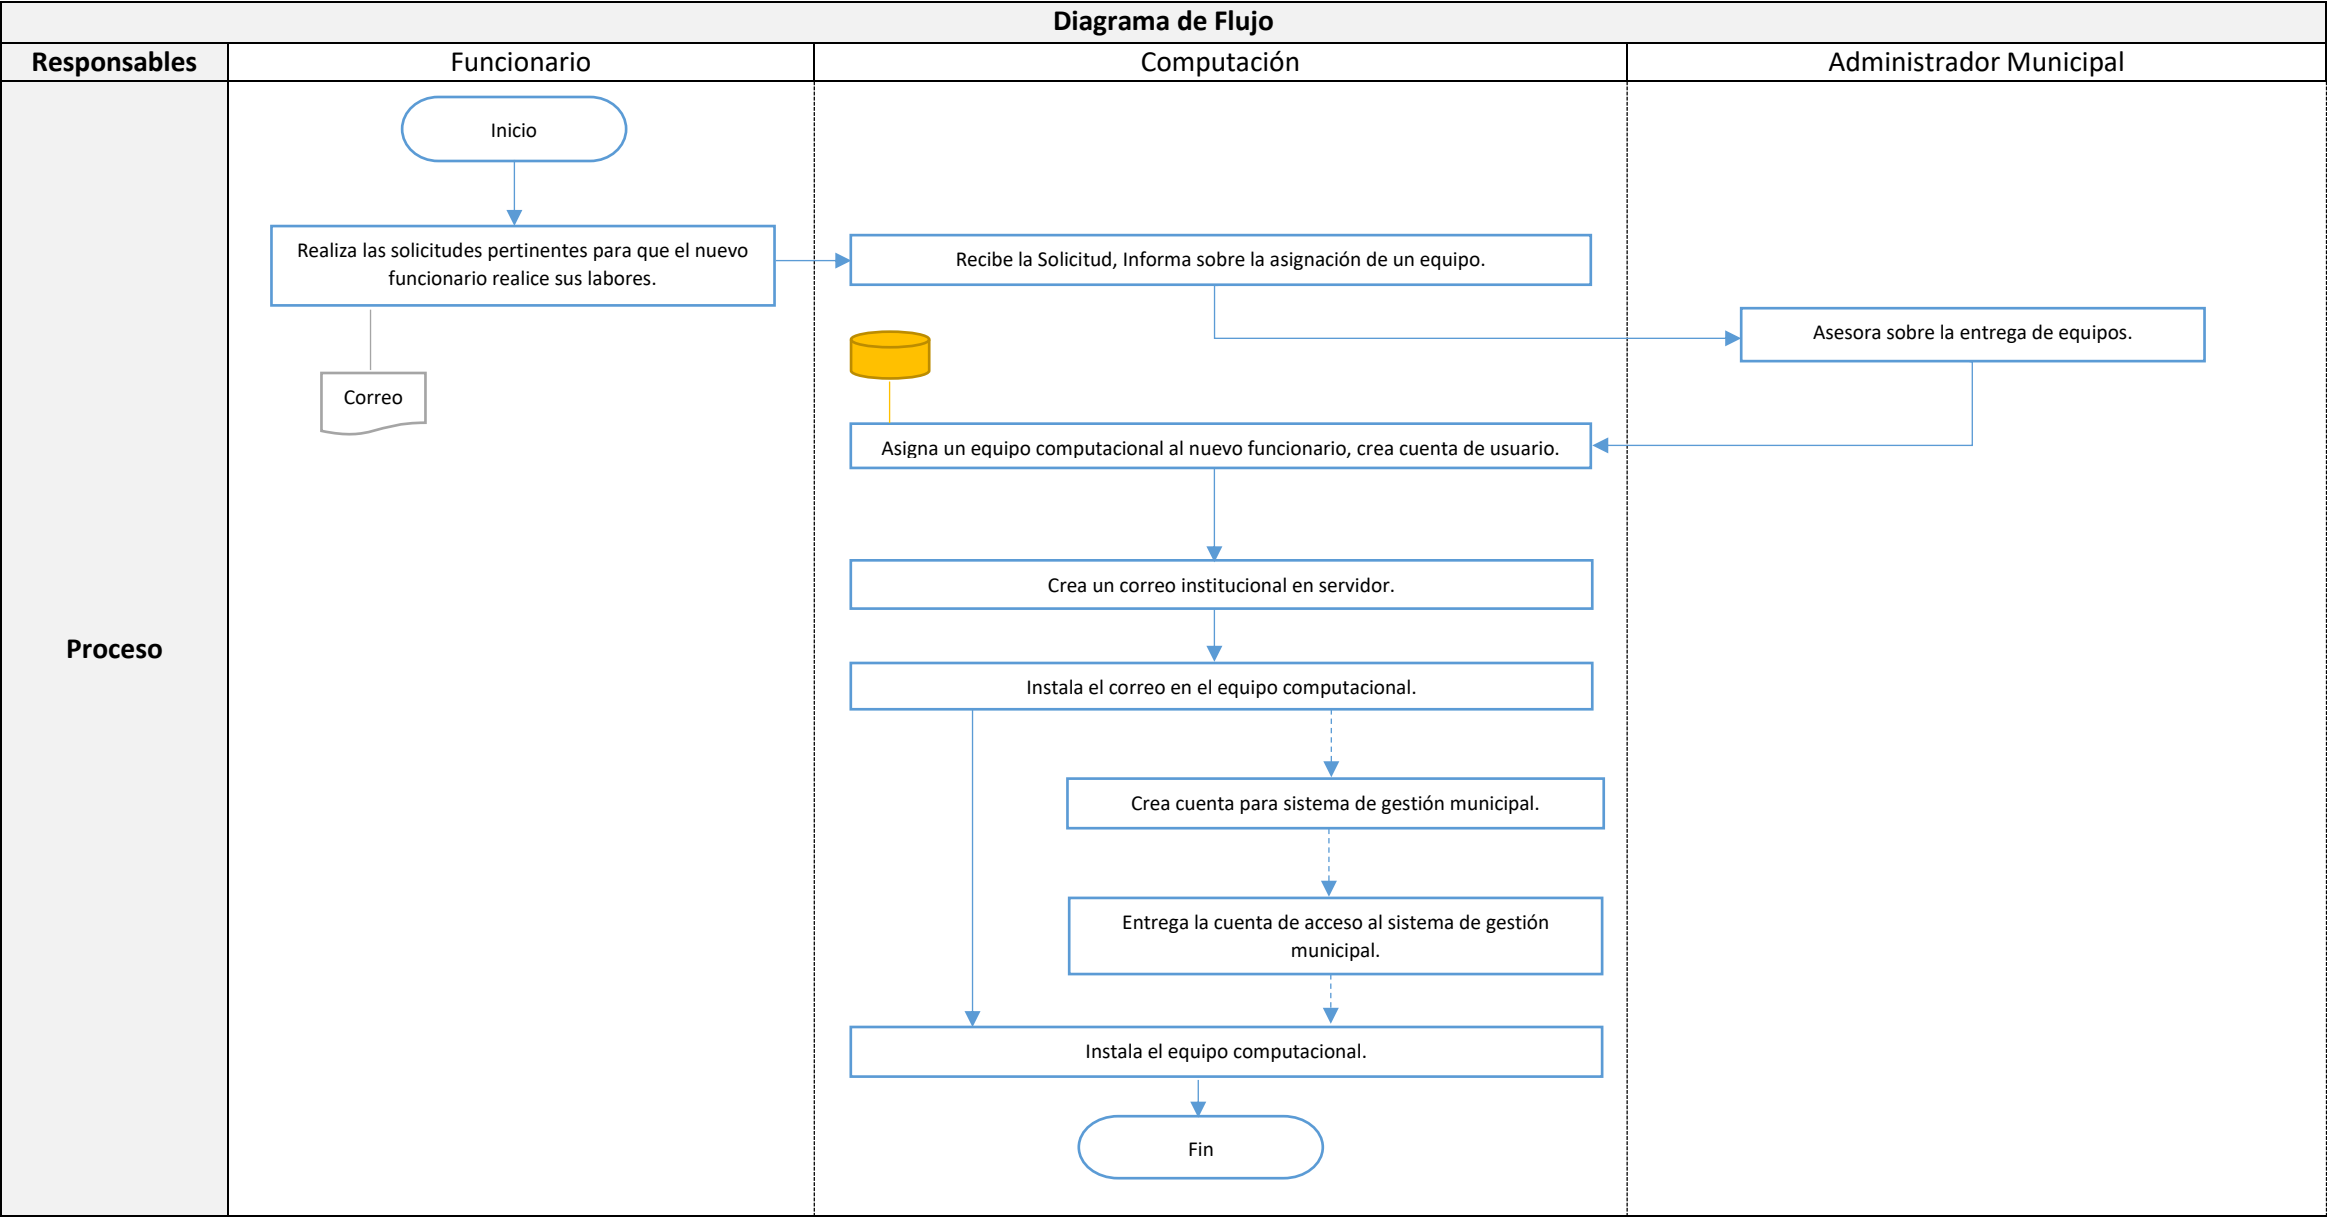 Diagrama de Flujo
Responsables
Funcionario
Computación
Administrador Municipal
Proceso
Inicio
Realiza las solicitudes pertinentes para que el nuevo
funcionario realice sus labores.
Correo
Recibe la Solicitud, Informa sobre la asignación de un equipo.
Asesora sobre la entrega de equipos.
Asigna un equipo computacional al nuevo funcionario, crea cuenta de usuario.
Crea un correo institucional en servidor.
Instala el correo en el equipo computacional.
Crea cuenta para sistema de gestión municipal.
Entrega la cuenta de acceso al sistema de gestión
municipal.
Instala el equipo computacional.
Fin